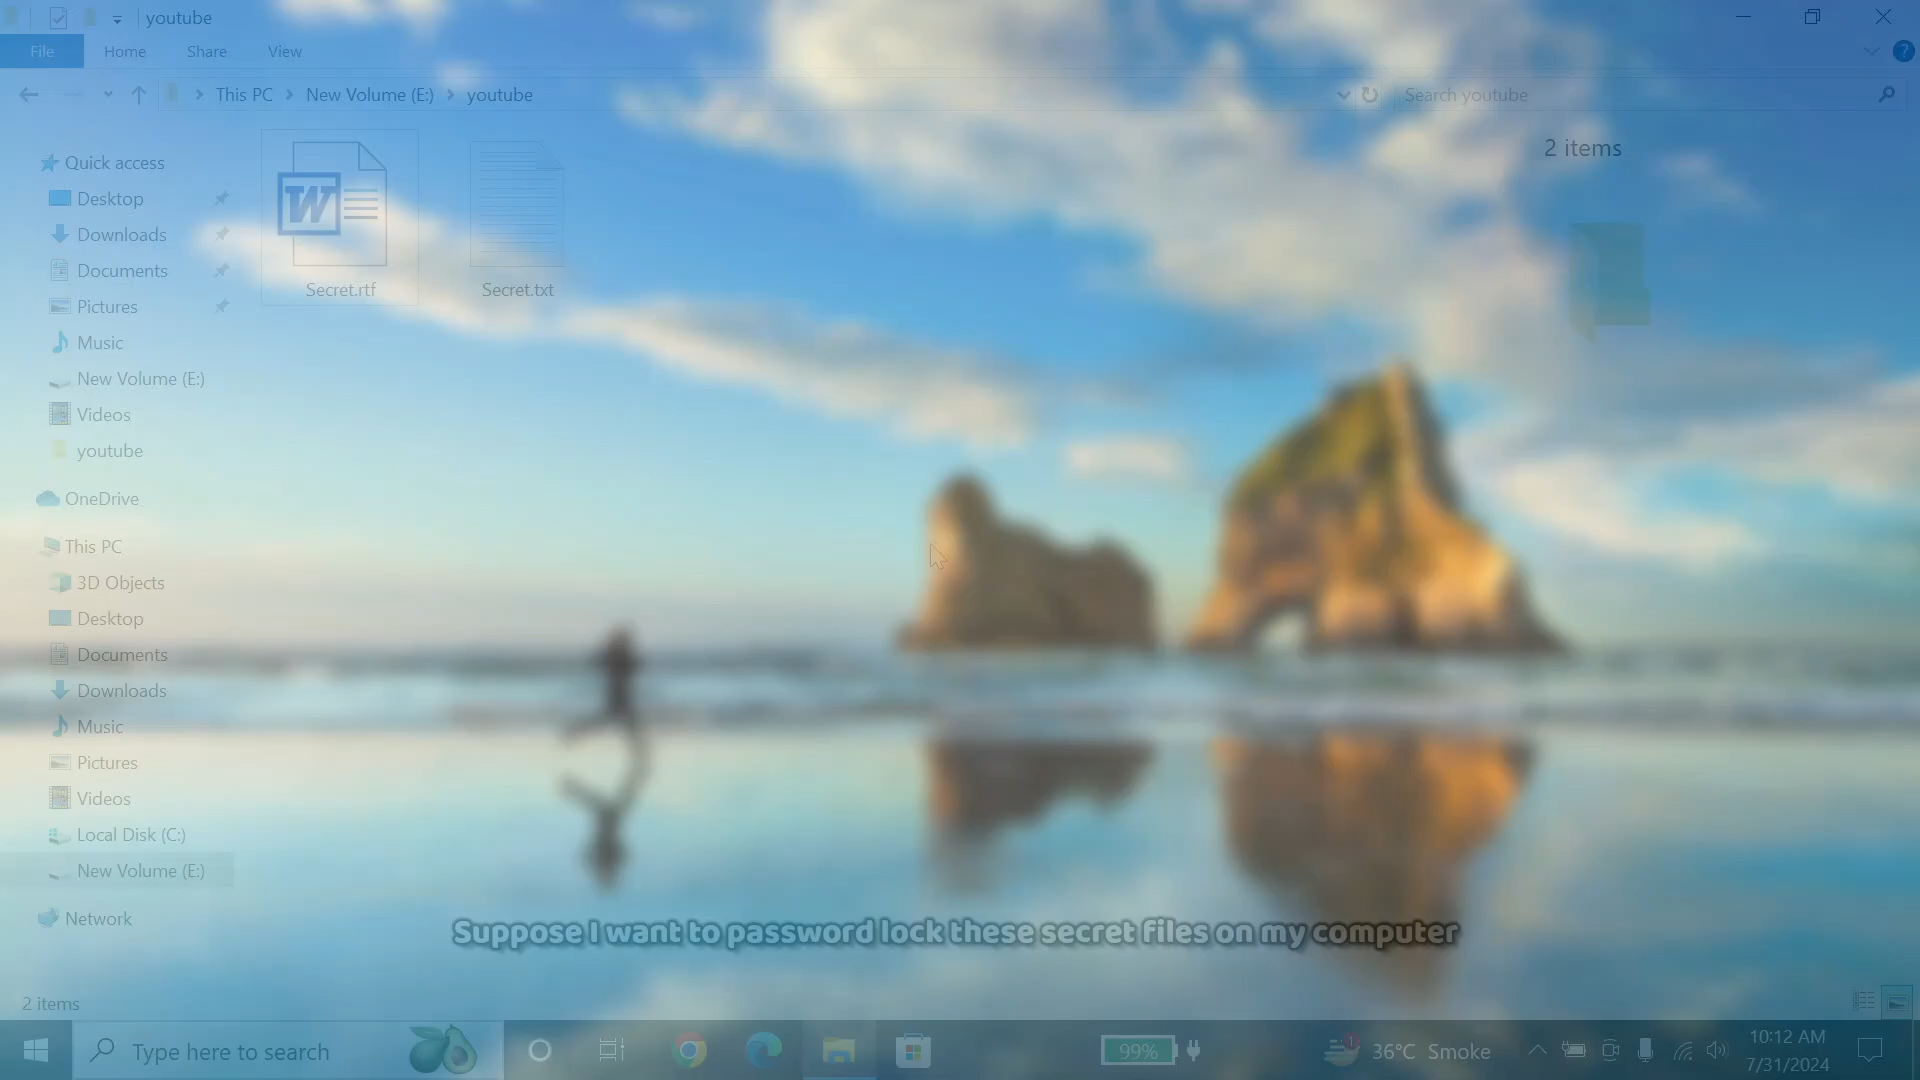 youtube
File Home Share View
This PC New Volume (E:) youtube
Search youtube
2 items
Quick access
Desktop
Downloads
Documents
Pictures
Music
New Volume (E:)
Videos
youtube
OneDrive
This PC
3D Objects
Desktop
Documents
Downloads
Music
Pictures
Videos
Local Disk (C:)
New Volume (E:)
Network
W
Secret.rtf Secret.txt
Suppose I want to password lock these secret files on my computer
2 items
Type here to search
99%
1
36°C Smoke
10:12 AM
7/31/2024